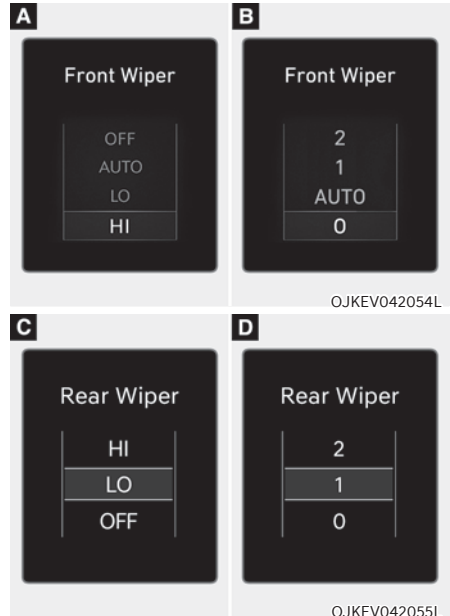 A
Front Wiper
OFF
AUTO
LO
HI
B
Front Wiper
2
1
AUTO
0
OJKEV042054L
C
Rear Wiper
HI
LO
OFF
D
Rear Wiper
2
1
0
OJKEV042055L